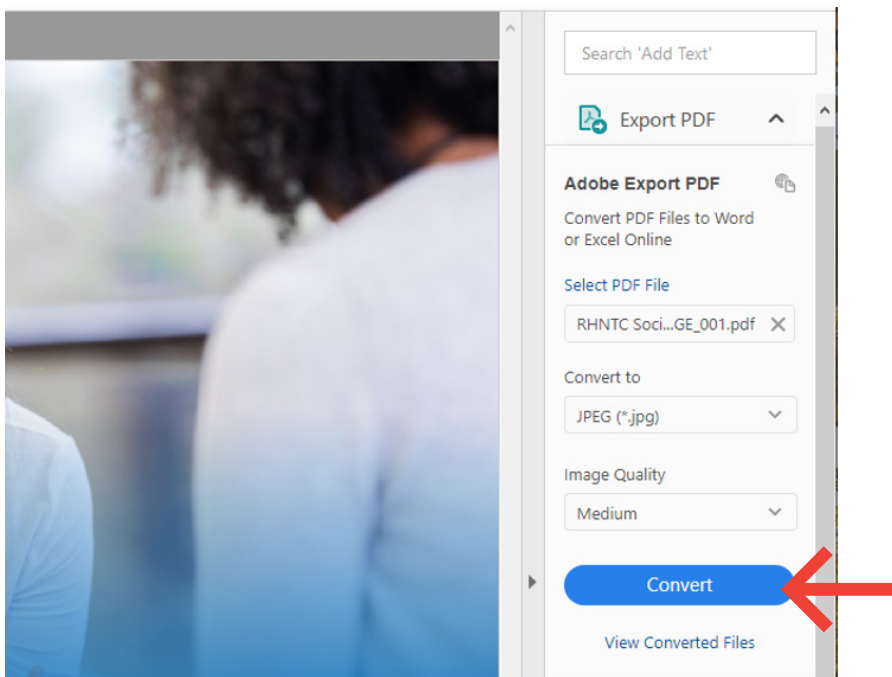 Search 'Add Text'
Export PDF
Adobe Export PDF
Convert PDF Files to Word
or Excel Online
Select PDF File
RHNTC Soci...GE_001.pdf
Convert to
JPEG (*.jpg)
Image Quality
Medium
Convert
View Converted Files